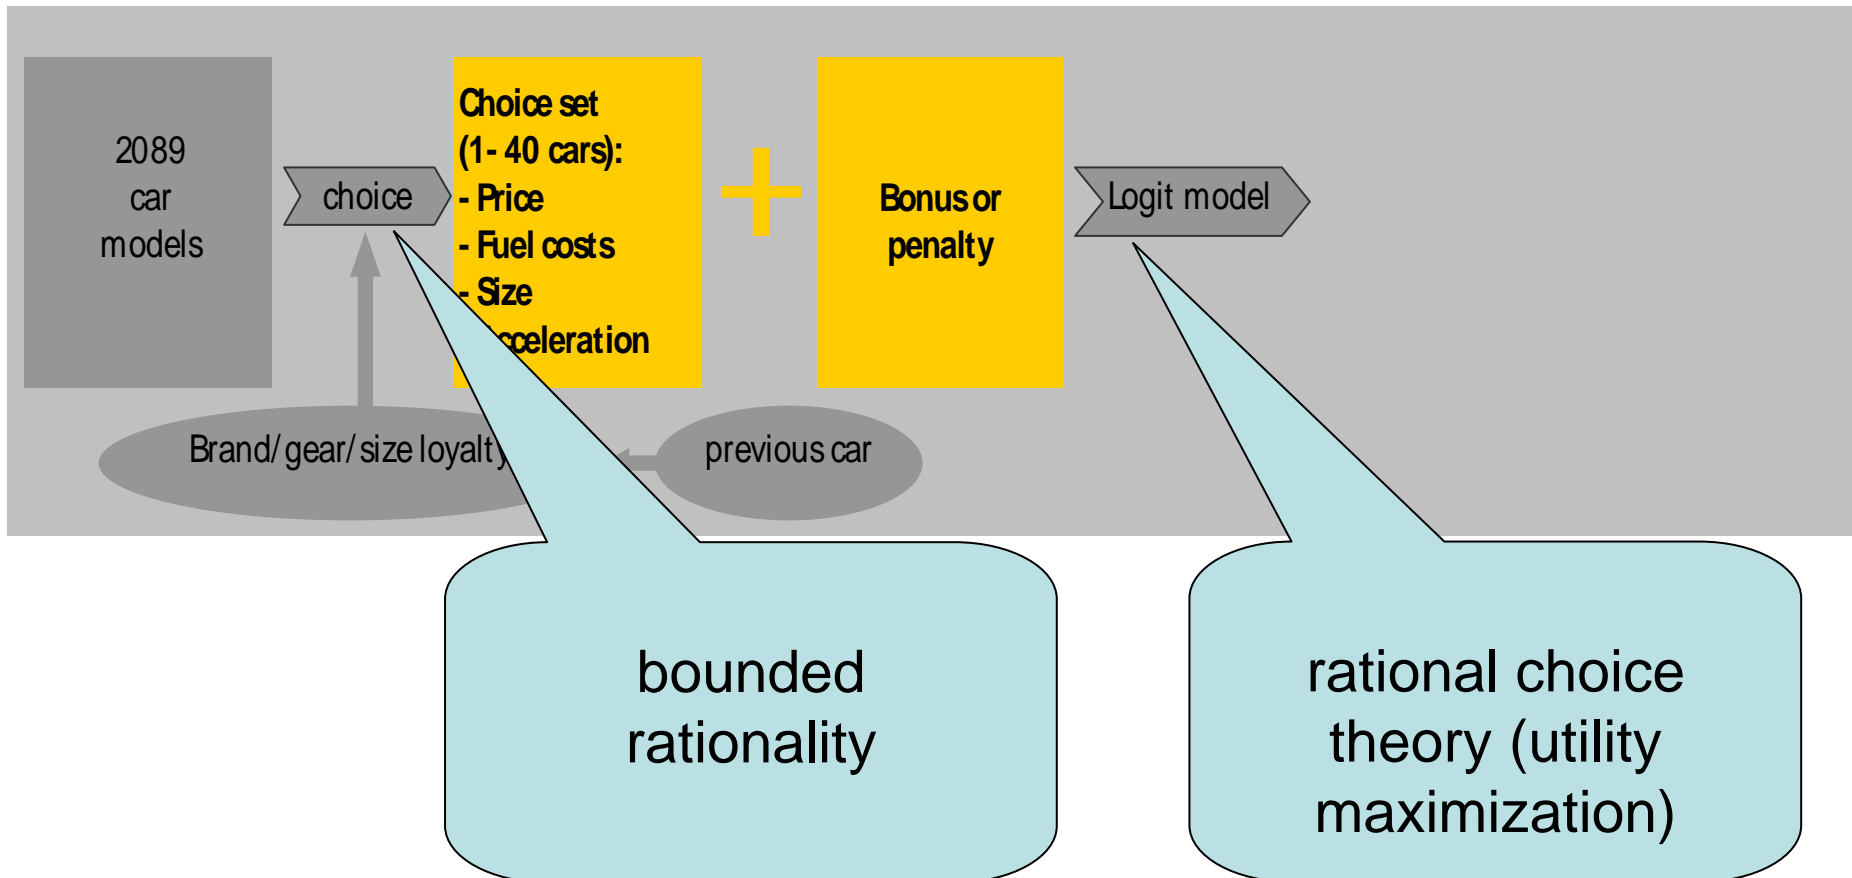 2089
car
models
choice
Choice set
(1- 40 cars):
- Price
- Fuel costs
- Size
cceleration
Bonus or
penalty
Logit model
Brand/ gear/ size loyalty
previous car
bounded
rationality
rational choice
theory (utility
maximization)